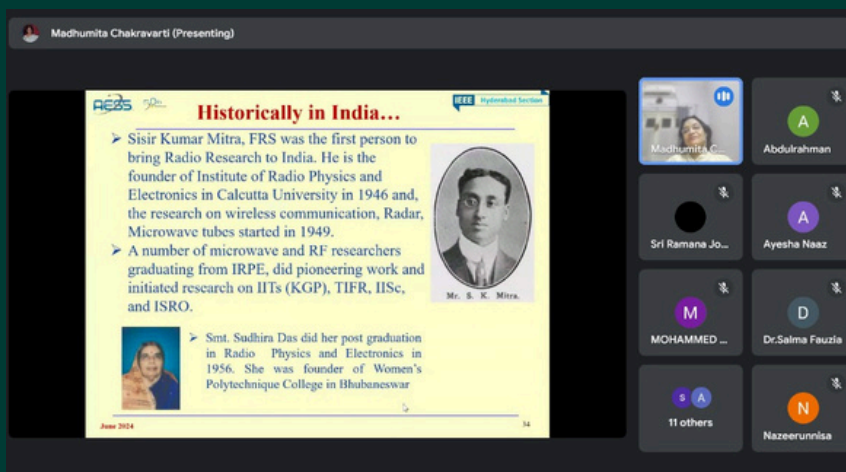 Madhumita Chakravarti (Presenting)
AESS
IEEE Hyderabad Section
Historically in India…
➢ Sisir Kumar Mitra, FRS was the first person to
bring Radio Research to India. He is the
founder of Institute of Radio Physics and
Electronics in Calcutta University in 1946 and,
the research on wireless communication, Radar,
Microwave tubes started in 1949.
➢ A number of microwave and RF researchers
graduating from IRPE, did pioneering work and
initiated research on IITs (KGP), TIFR, IISc,
and ISRO.
Mr. S. K. Mitra.
➢ Smt. Sudhira Das did her post graduation
in Radio Physics and Electronics in
1956. She was founder of Women's
Polytechnique College in Bhubaneswar
June 2024
34
Madhumita C...
A
Abdulrahman
Sri Ramana Jo...
A
Ayesha Naaz
M
MOHAMMED ...
D
Dr.Salma Fauzia
S A
11 others
N
Nazeerunnisa